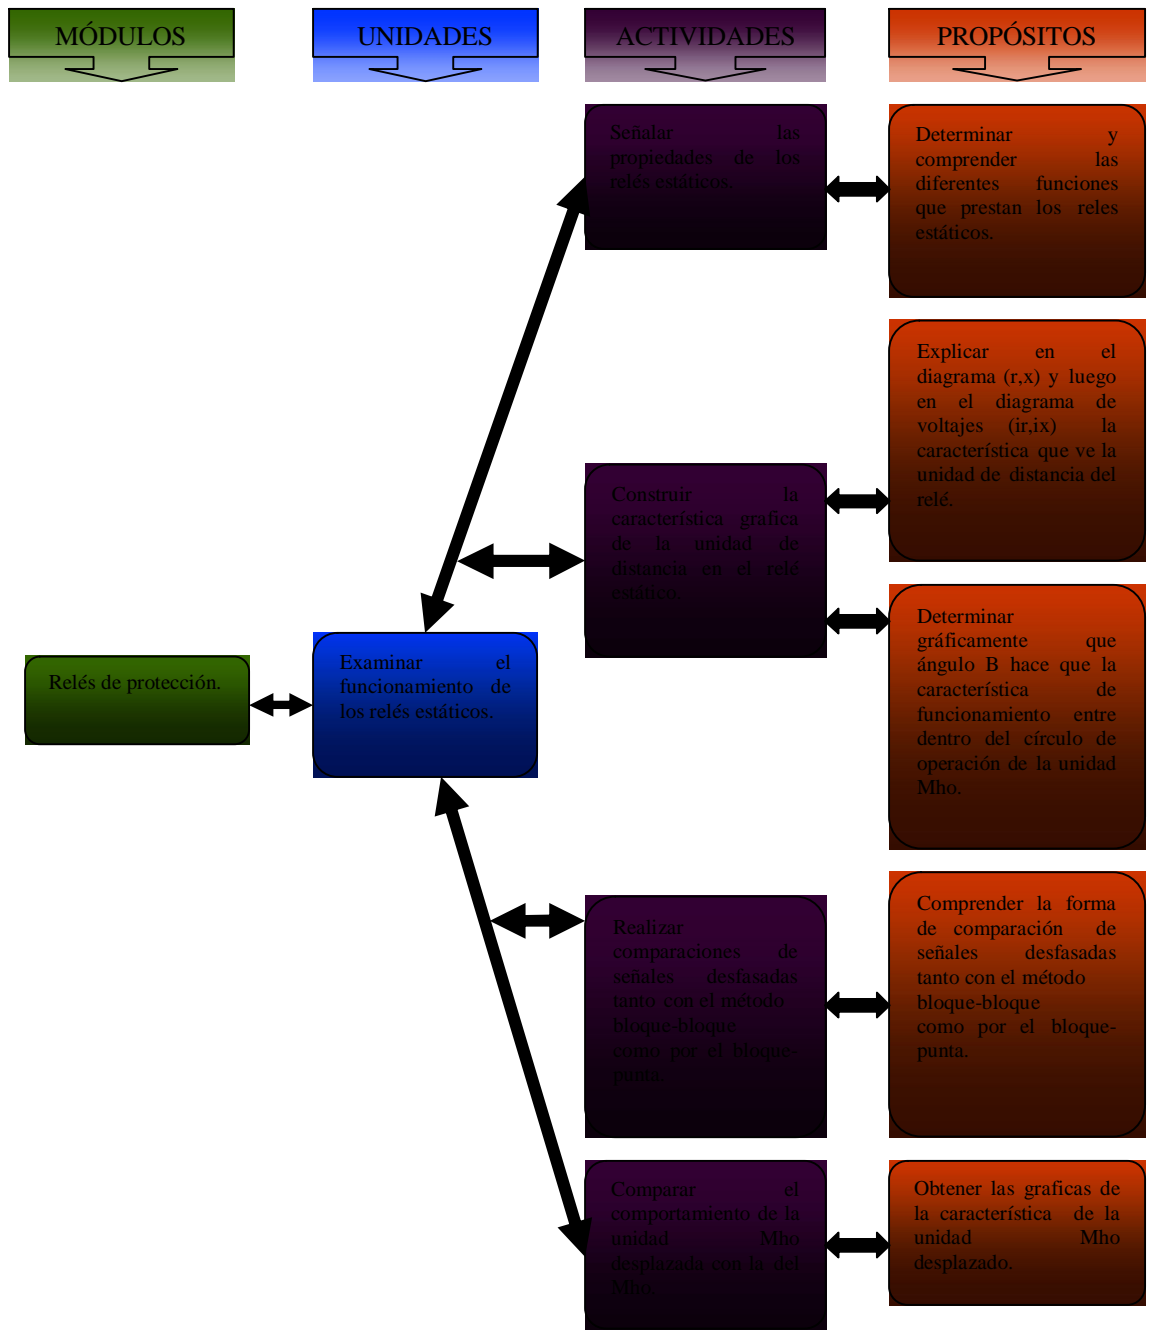 MÓDULOS
UNIDADES
ACTIVIDADES
PROPÓSITOS
Relés de protección.
Examinar el
funcionamiento de
los relés estáticos.
Señalar las
propiedades de los
relés estáticos.
Determinar y
comprender las
diferentes funciones
que prestan los reles
estáticos.
Construir la
característica grafica
de la unidad de
distancia en el relé
estático.
Explicar en el
diagrama (r,x) y luego
en el diagrama de
voltajes (ir,ix) la
característica que ve la
unidad de distancia del
relé.
Determinar
gráficamente que
ángulo B hace que la
característica de
funcionamiento entre
dentro del círculo de
operación de la unidad
Mho.
Realizar
comparaciones de
señales desfasadas
tanto con el método
bloque-bloque
como por el bloque-
punta.
Comprender la forma
de comparación de
señales desfasadas
tanto con el método
bloque-bloque
como por el bloque-
punta.
Comparar el
comportamiento de la
unidad Mho
desplazada con la del
Mho.
Obtener las graficas de
la característica de la
unidad Mho
desplazado.